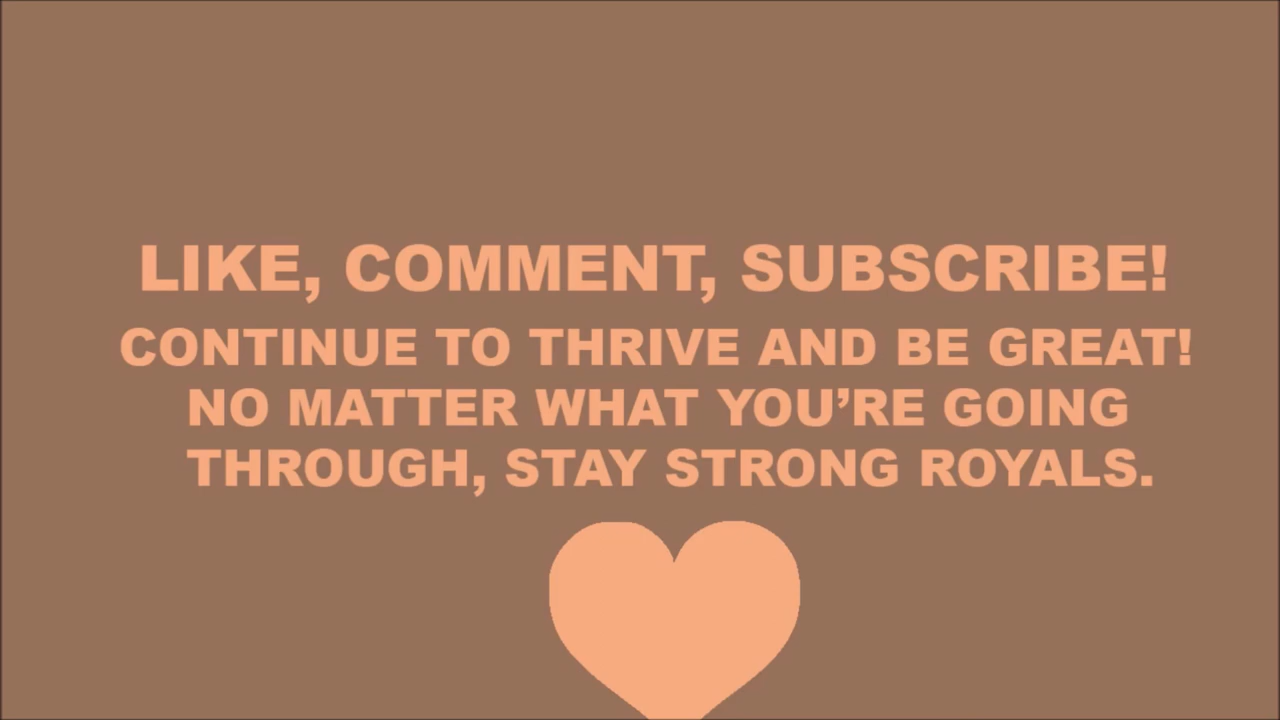 LIKE, COMMENT, SUBSCRIBE!
CONTINUE TO THRIVE AND BE GREAT!
NO MATTER WHAT YOU’RE GOING
THROUGH, STAY STRONG ROYALS.